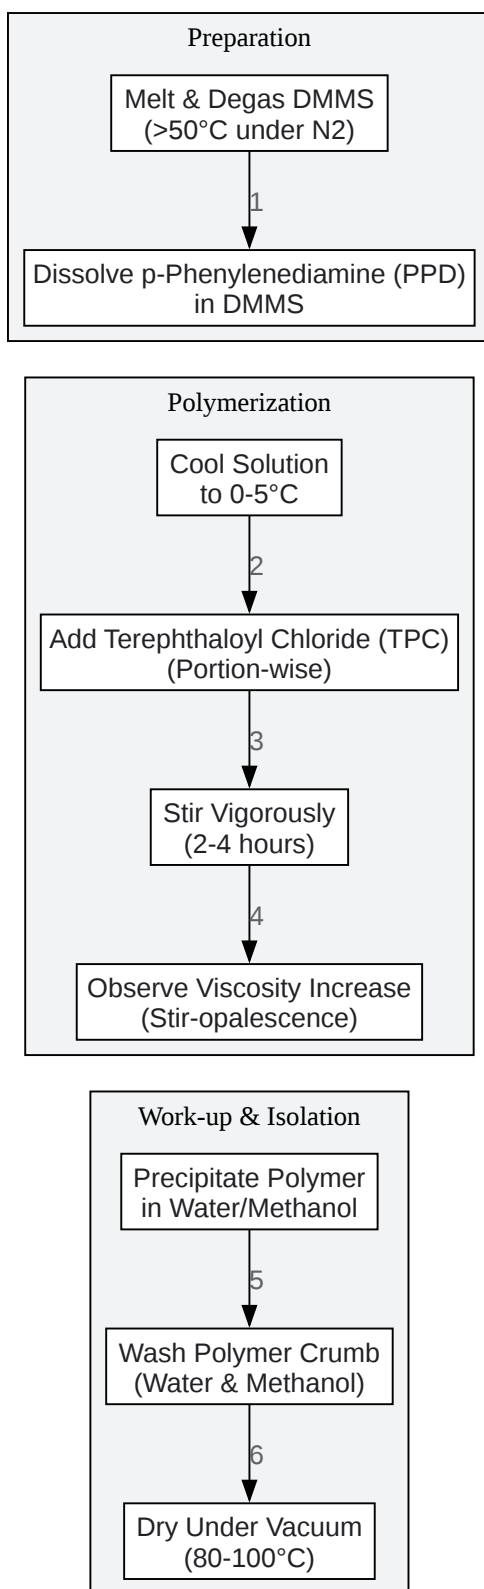 Preparation
Melt & Degas DMMS
(>50°C under N2)
1
Dissolve p-Phenylenediamine (PPD)
in DMMS
Polymerization
Cool Solution
to 0-5°C
2
Add Terephthaloyl Chloride (TPC)
(Portion-wise)
3
Stir Vigorously
(2-4 hours)
4
Observe Viscosity Increase
(Stir-opalescence)
Work-up & Isolation
Precipitate Polymer
in Water/Methanol
5
Wash Polymer Crumb
(Water & Methanol)
6
Dry Under Vacuum
(80-100°C)